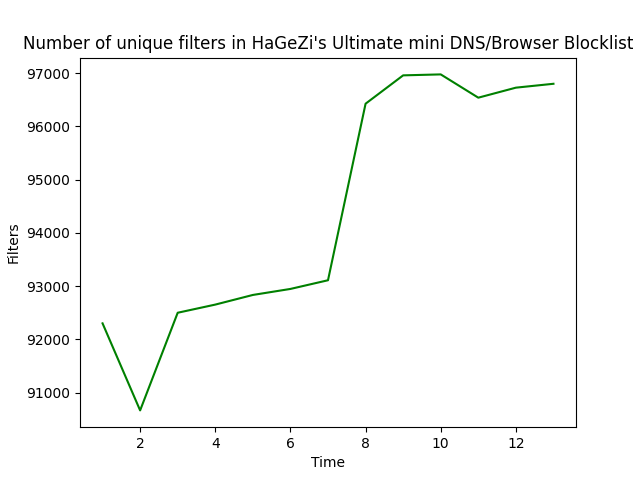 Number of unique filters in HaGeZi's Ultimate mini DNS/Browser Blocklist
97000
96000
95000
94000
93000
92000
91000
Filters
2 4 6 8 10 12
Time